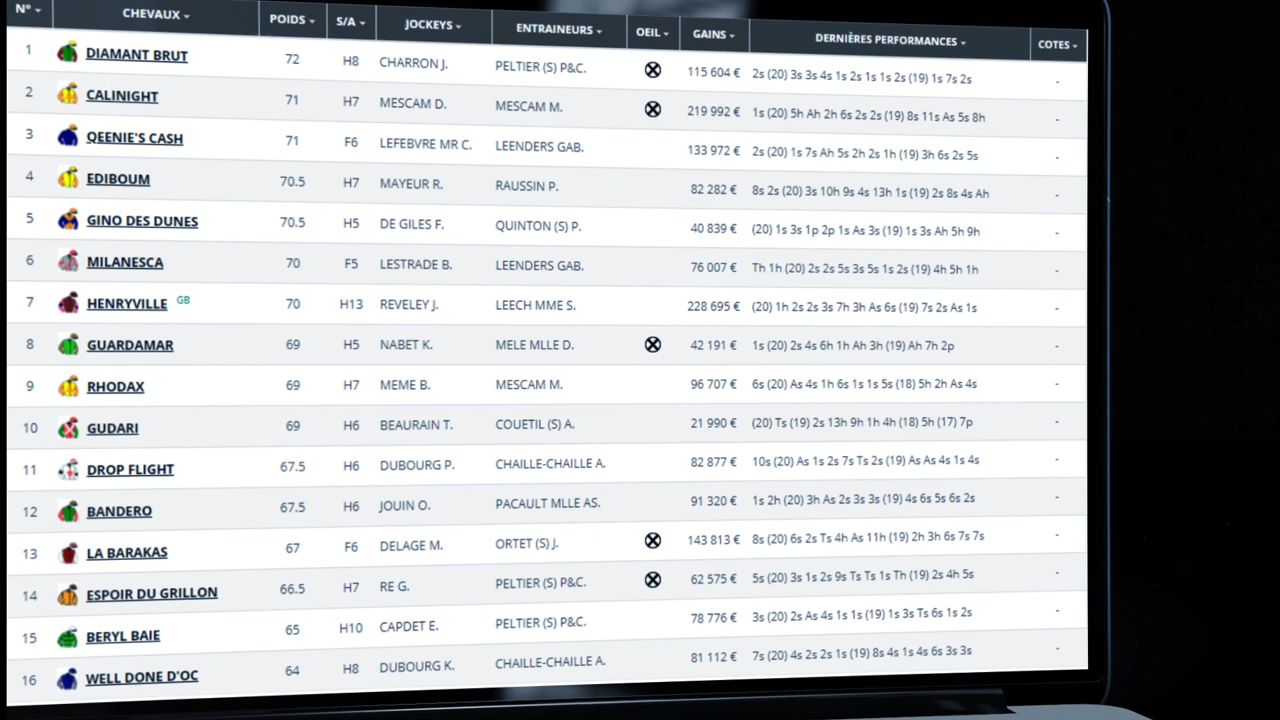 N° CHEVAUX POIDS S/A JOCKEYS ENTRAINEURS OEIL GAINS DERNIÈRES PERFORMANCES COTES
1 DIAMANT BRUT 72 H8 CHARRON J. PELTIER (S) P&C. 115 604 € 2s (20) 3s 3s 4s 1s 2s 1s 1s 2s (19) 1s 7s 2s -
2 CALINIGHT 71 H7 MESCAM D. MESCAM M. 219 992 € 1s (20) 5h Ah 2h 6s 2s 2s (19) 8s 11s As 5s 8h -
3 QEENIE'S CASH 71 F6 LEFEBVRE MR C. LEENDERS GAB. 133 972 € 2s (20) 1s 7s Ah 5s 2h 2s 1h (19) 3h 6s 2s 5s -
4 EDIBOUM 70.5 H7 MAYEUR R. RAUSSIN P. 82 282 € 8s 2s (20) 3s 10h 9s 4s 13h 1s (19) 2s 8s 4s Ah -
5 GINO DES DUNES 70.5 H5 DE GILES F. QUINTON (S) P. 40 839 € (20) 1s 3s 1p 2p 1s As 3s (19) 1s 3s Ah 5h 9h -
6 MILANESCA 70 F5 LESTRADE B. LEENDERS GAB. 76 007 € Th 1h (20) 2s 2s 5s 3s 5s 1s 2s (19) 4h 5h 1h -
7 HENRYVILLE GB 70 H13 REVELEY J. LEECH MME S. 228 695 € (20) 1h 2s 2s 3s 7h 3h As 6s (19) 7s 2s As 1s -
8 GUARDAMAR 69 H5 NABET K. MELE MLLE D. 42 191 € 1s (20) 2s 4s 6h 1h Ah 3h (19) Ah 7h 2p -
9 RHODAX 69 H7 MEME B. MESCAM M. 96 707 € 6s (20) As 4s 1h 6s 1s 1s 5s (18) 5h 2h As 4s -
10 GUDARI 69 H6 BEAURAIN T. COUETIL (S) A. 21 990 € (20) Ts (19) 2s 13h 9h 1h 4h (18) 5h (17) 7p -
11 DROP FLIGHT 67.5 H6 DUBOURG P. CHAILLE-CHAILLE A. 82 877 € 10s (20) As 1s 2s 7s Ts 2s (19) As As 4s 1s 4s -
12 BANDERO 67.5 H6 JOUIN O. PACAULT MLLE AS. 91 320 € 1s 2h (20) 3h As 2s 3s 3s (19) 4s 6s 5s 6s 2s -
13 LA BARAKAS 67 F6 DELAGE M. ORTET (S) J. 143 813 € 8s (20) 6s 2s Ts 4h As 11h (19) 2h 3h 6s 7s 7s -
14 ESPOIR DU GRILLON 66.5 H7 RE G. PELTIER (S) P&C. 62 575 € 5s (20) 3s 1s 2s 9s Ts Ts 1s Th (19) 2s 4h 5s -
15 BERYL BAIE 65 H10 CAPDET E. PELTIER (S) P&C. 78 776 € 3s (20) 2s As 4s 1s 1s (19) 1s 3s Ts 6s 1s 2s -
16 WELL DONE D'OC 64 H8 DUBOURG K. CHAILLE-CHAILLE A. 81 112 € 7s (20) 4s 2s 2s 1s (19) 8s 4s 1s 4s 6s 3s 3s -